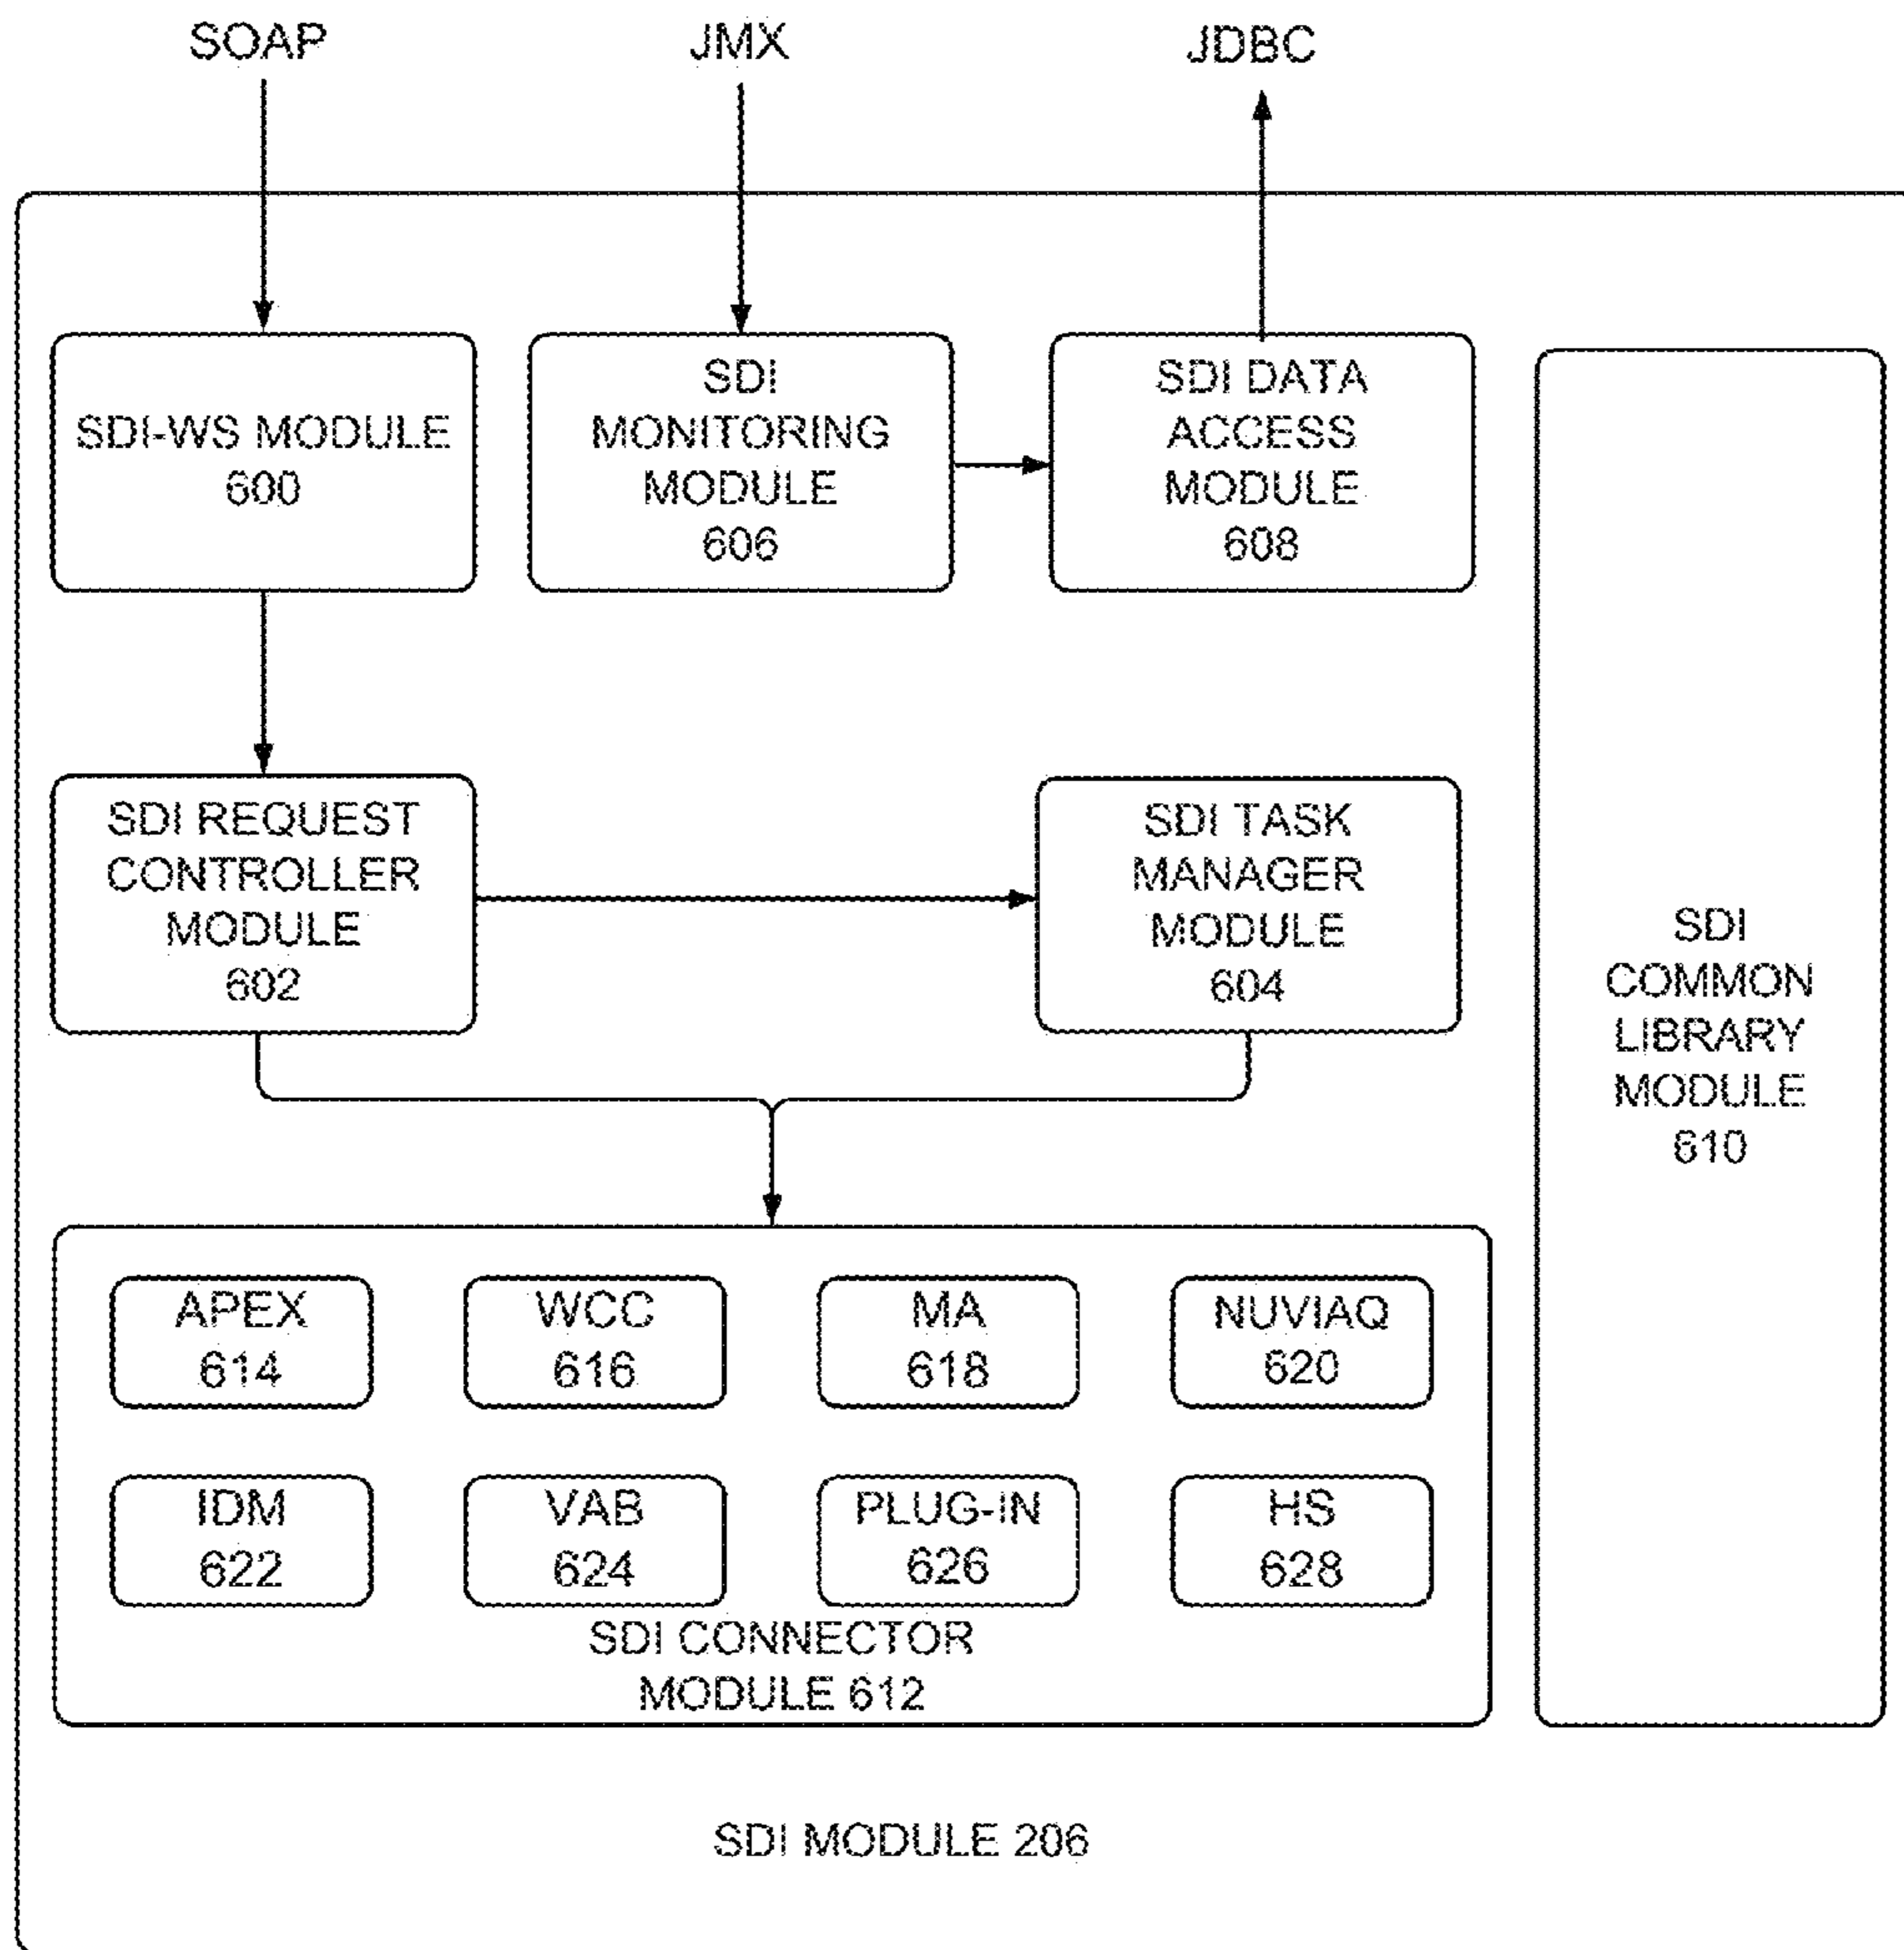 SOAP
JMX
JDBC
SDI-WS MODULE
600
SDI
MONITORING
MODULE
606
SDI DATA
ACCESS
MODULE
608
SDI REQUEST
CONTROLLER
MODULE
602
SDI TASK
MANAGER
MODULE
604
SDI
COMMON
LIBRARY
MODULE
610
APEX
614
WCC
616
MA
618
NUVIAQ
620
IDM
622
VAB
624
PLUG-IN
626
HS
628
SDI CONNECTOR
MODULE 612
SDI MODULE 206